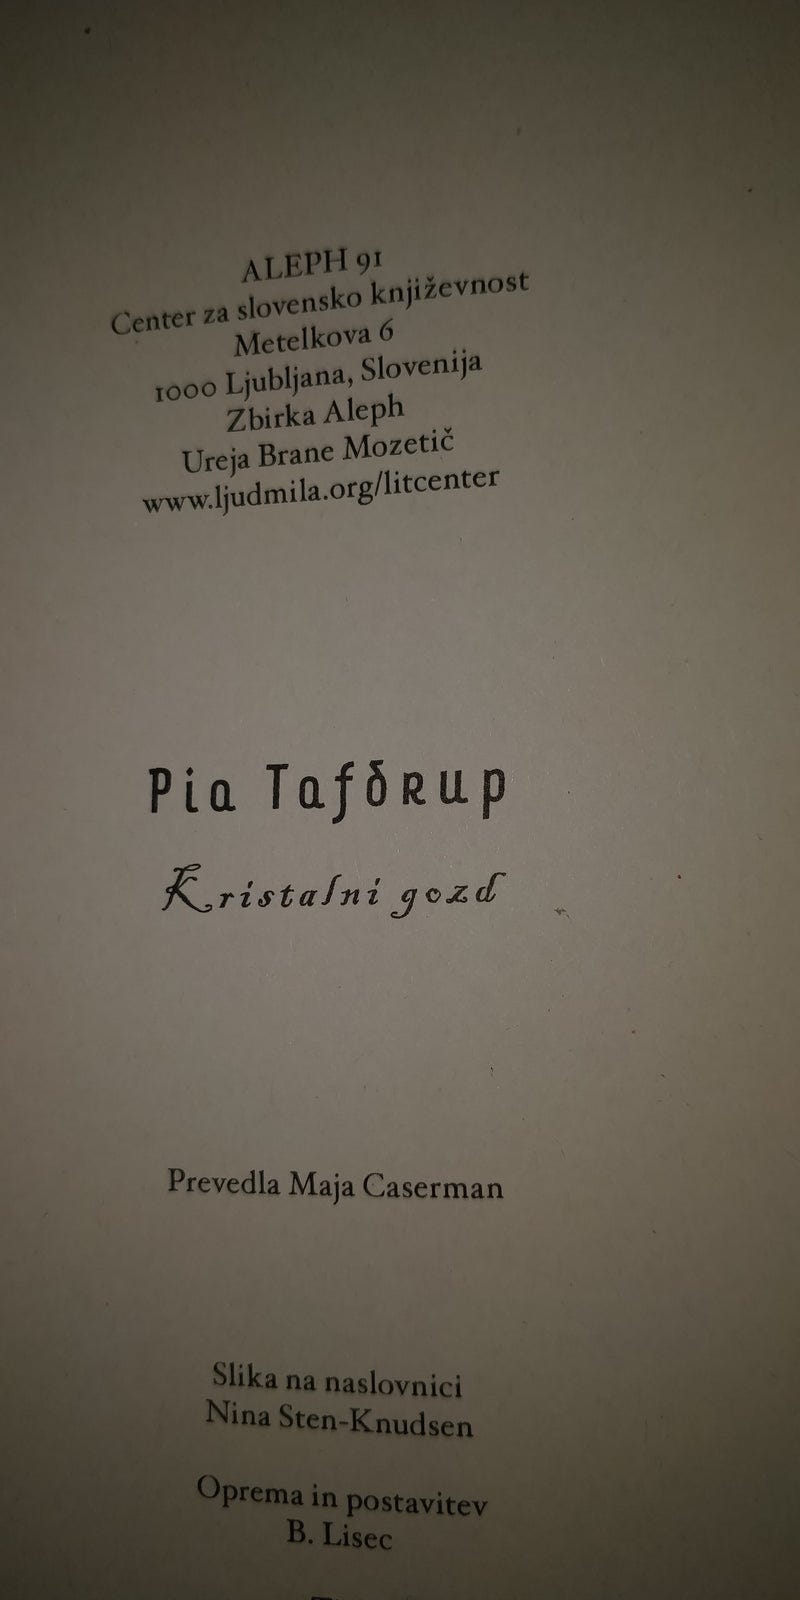 ALEPH 91
Center za slovensko književnost
Metelkova 6
1000 Ljubljana, Slovenija
Zbirka Aleph
Ureja Brane Mozetič
www.ljudmila.org/litcenter
Pia Tafdrup
Kristalni gozd
Prevedla Maja Caserman
Slika na naslovnici
Nina Sten-Knudsen
Oprema in postavitev
B. Lisec